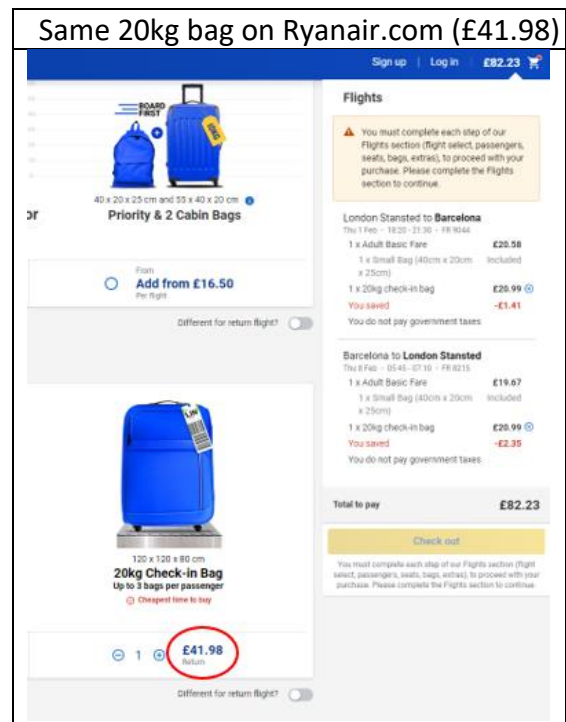 Same 20kg bag on Ryanair.com (£41.98)
Sign up | Log in £82.23
BOARD
FIRST
10KG
40 x 20 x 25 cm and 55 x 40 x 20 cm
or
Priority & 2 Cabin Bags
From
Add from £16.50
Per flight
Different for return flight?
LIN
120 x 120 x 80 cm
20kg Check-in Bag
Up to 3 bags per passenger
Cheapest time to buy
1
£41.98
Return
Different for return flight?
Flights
You must complete each step of our
Flights section (flight select, passengers,
seats, bags, extras), to proceed with your
purchase. Please complete the Flights
section to continue.
London Stansted to Barcelona
Thu 1 Feb - 18:20 - 21:30 - FR 9044
1 x Adult Basic Fare £20.58
1 x Small Bag (40cm x 20cm Included
x 25cm)
1 x 20kg check-in bag £20.99
You saved -£1.41
You do not pay government taxes
Barcelona to London Stansted
Thu 8 Feb - 05:45 - 07:10 - FR 8215
1 x Adult Basic Fare £19.67
1 x Small Bag (40cm x 20cm Included
x 25cm)
1 x 20kg check-in bag £20.99
You saved -£2.35
You do not pay government taxes
Total to pay £82.23
Check out
You must complete each step of our Flights section (flight
select, passengers, seats, bags, extras), to proceed with your
purchase. Please complete the Flights section to continue